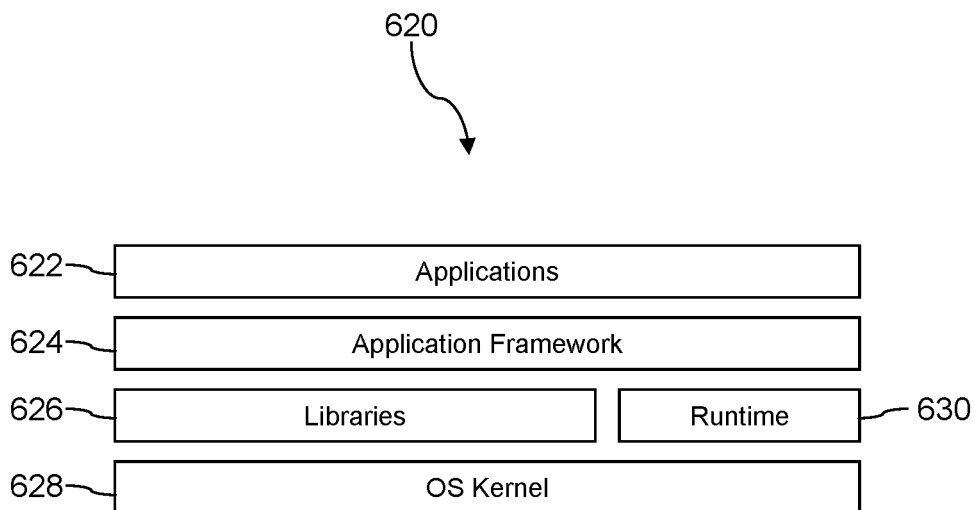 620
622 Applications
624 Application Framework
626 Libraries Runtime 630
628 OS Kernel